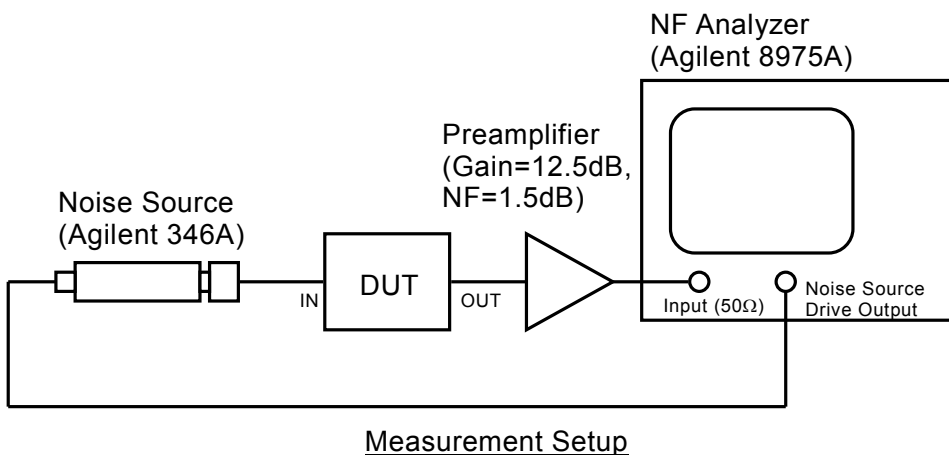 NF Analyzer
(Agilent 8975A)
Preamplifier
(Gain=12.5dB,
NF=1.5dB)
Noise Source
(Agilent 346A)
DUT
IN
OUT
Input (50Ω)
Noise Source
Drive Output
Measurement Setup